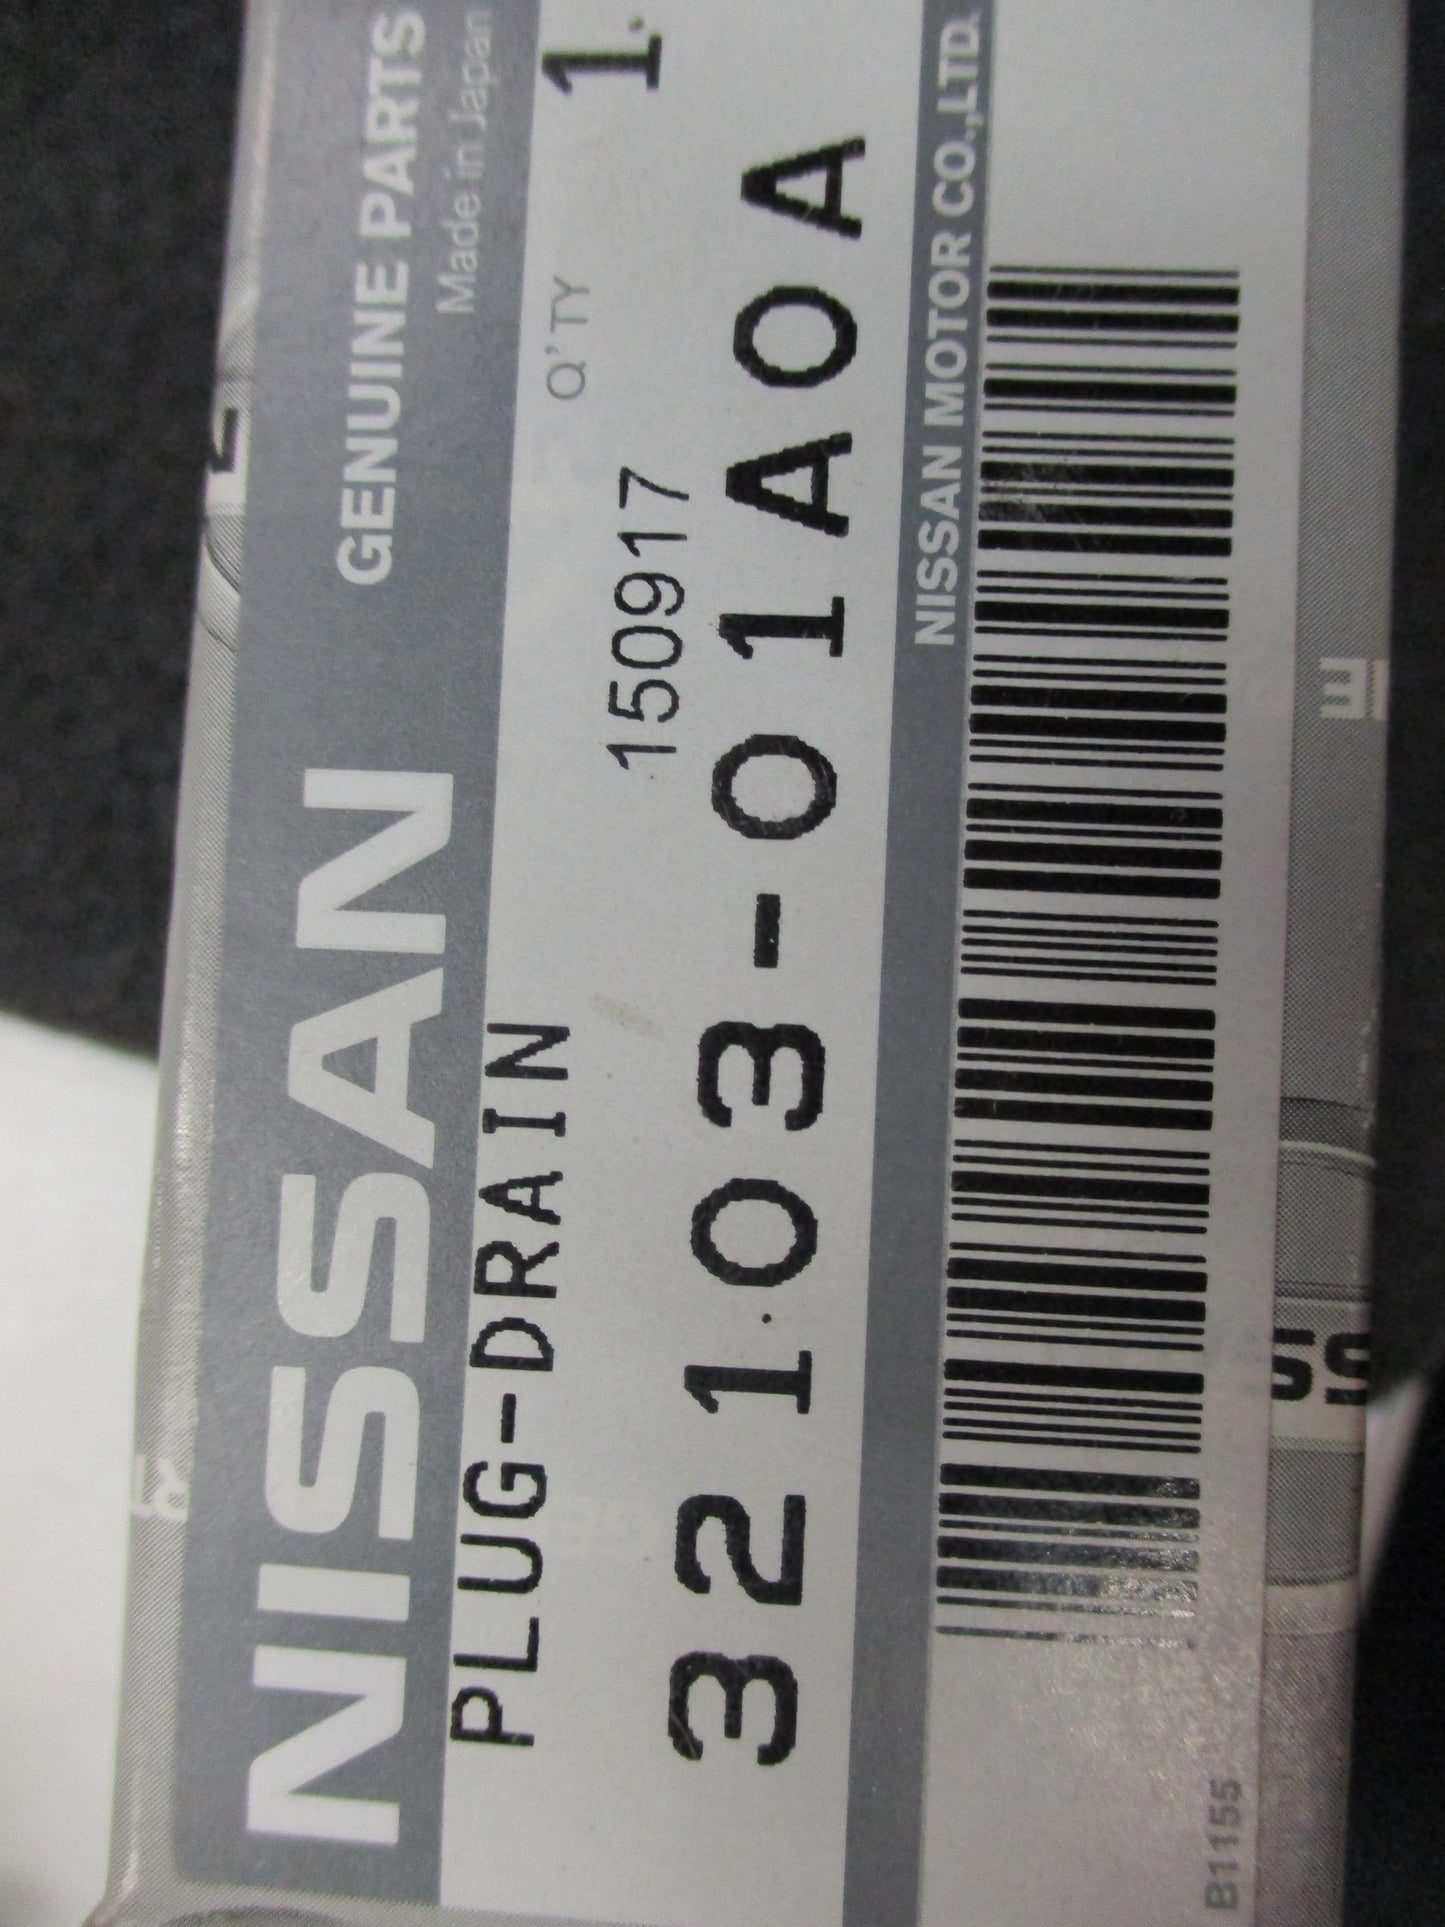 NISSAN GENUINE PARTS
Made in Japan
PLUG-DRAIN Q'TY 1.
150917
32103-01A0A
NISSAN MOTOR CO.,LTD.
B1155